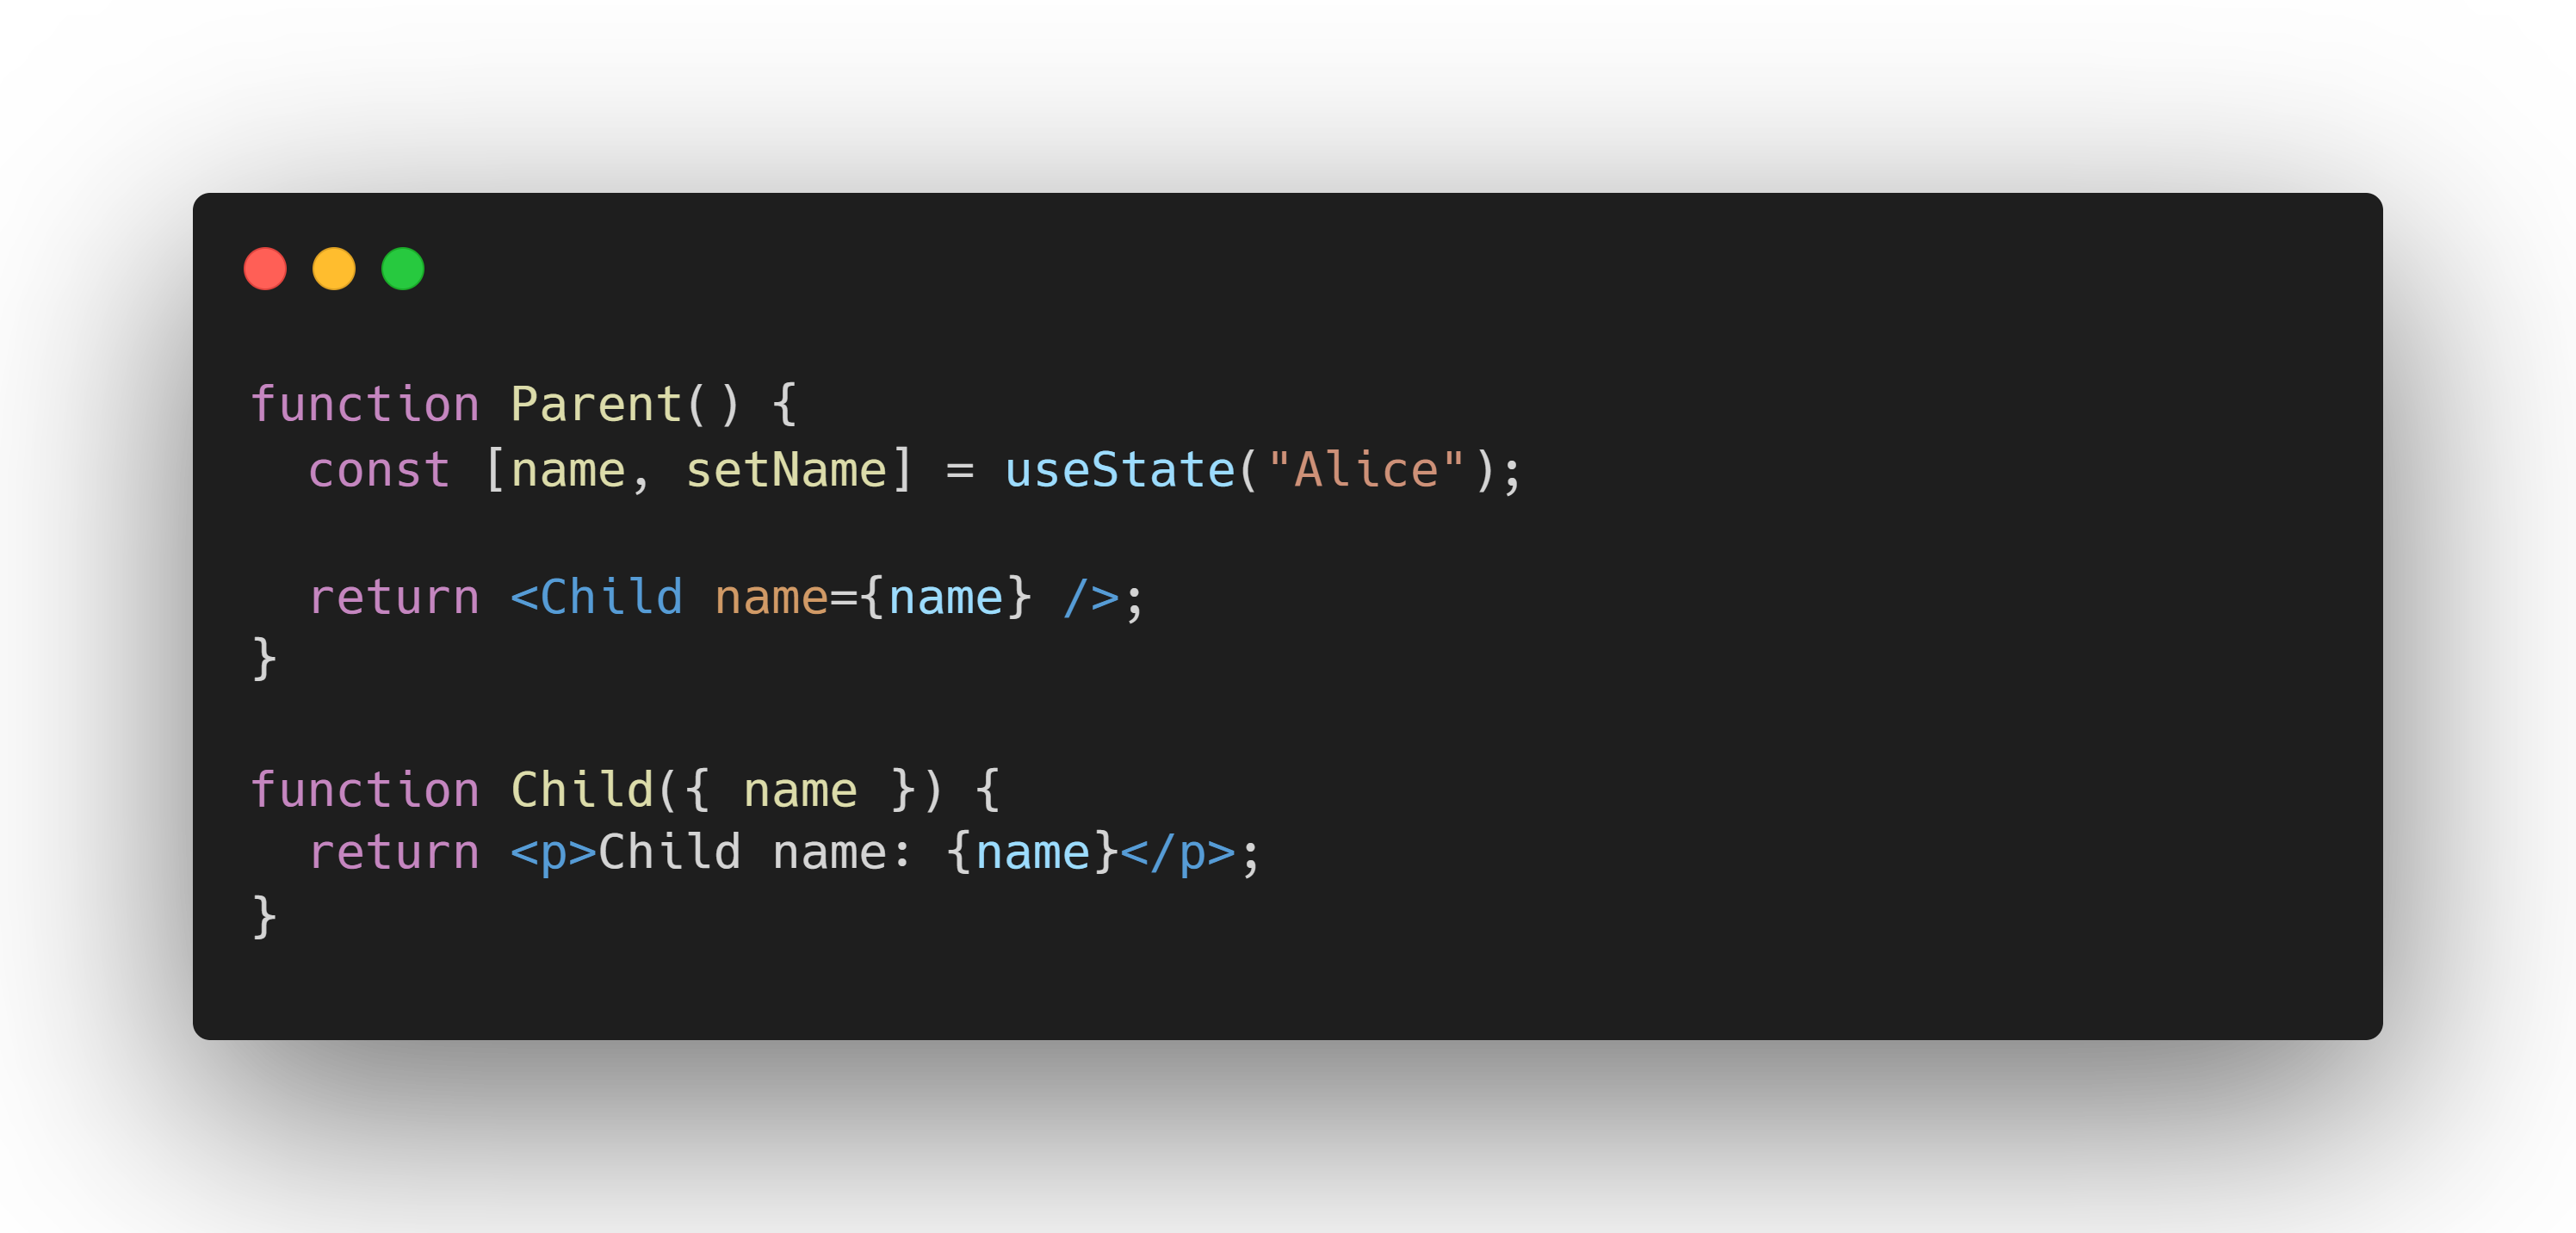 function Parent() {
  const [name, setName] = useState("Alice");

  return <Child name={name} />;
}

function Child({ name }) {
  return <p>Child name: {name}</p>;
}